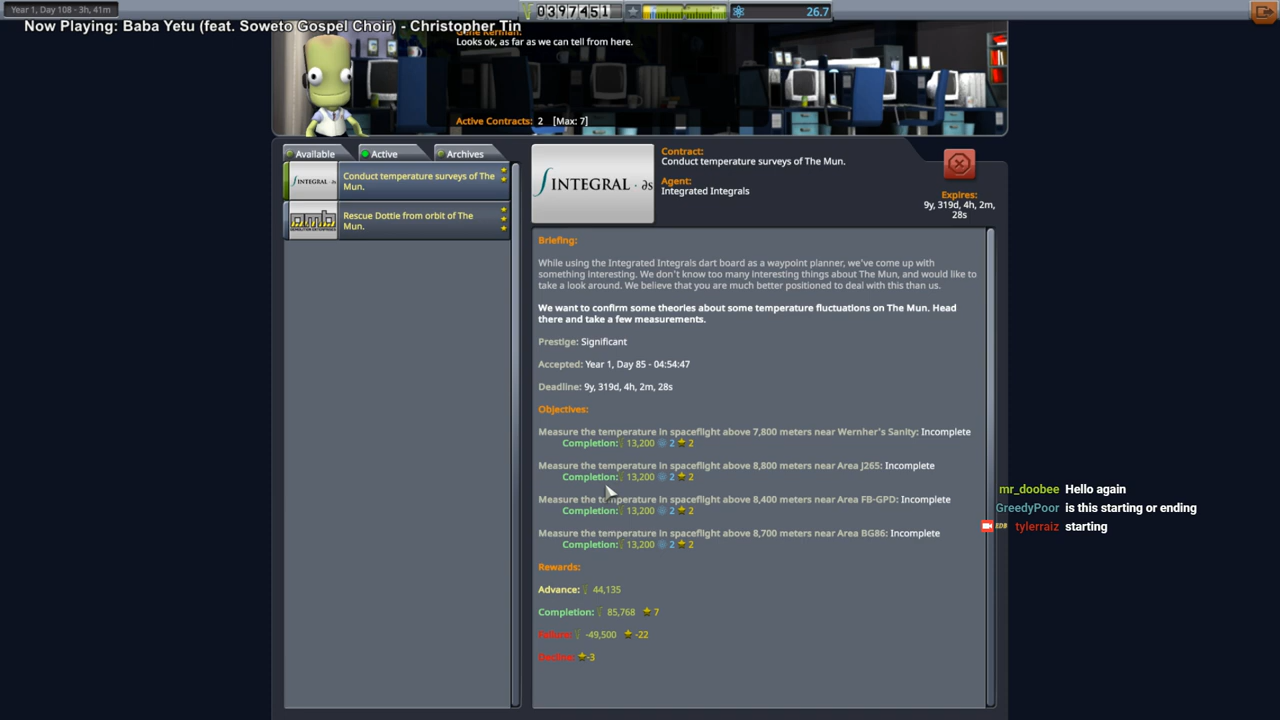 Year 1, Day 108 - 3h, 41m
0397451
26.7
Now Playing: Baba Yetu (feat. Soweto Gospel Choir) - Christopher Tin
Looks ok, as far as we can tell from here.
Active Contracts: 2 [Max: 7]
Available
Active
Archives
Conduct temperature surveys of The
Mun.
Rescue Dottie from orbit of The
Mun.
INTEGRAL · ∂s
Contract:
Conduct temperature surveys of The Mun.
Agent:
Integrated Integrals
Expires:
9y, 319d, 4h, 2m,
28s
Briefing:
While using the Integrated Integrals dart board as a waypoint planner, we've come up with
something interesting. We don't know too many interesting things about The Mun, and would like to
take a look around. We believe that you are much better positioned to deal with this than us.
We want to confirm some theories about some temperature fluctuations on The Mun. Head
there and take a few measurements.
Prestige: Significant
Accepted: Year 1, Day 85 - 04:54:47
Deadline: 9y, 319d, 4h, 2m, 28s
Objectives:
Measure the temperature in spaceflight above 7,800 meters near Wernher's Sanity: Incomplete
Completion: 13,200 2 2
Measure the temperature in spaceflight above 8,800 meters near Area J265: Incomplete
Completion: 13,200 2 2
Measure the temperature in spaceflight above 8,400 meters near Area FB-GPD: Incomplete
Completion: 13,200 2 2
Measure the temperature in spaceflight above 8,700 meters near Area BG86: Incomplete
Completion: 13,200 2 2
Rewards:
Advance: 44,135
Completion: 85,768 7
Failure: -49,500 -22
Decline: -3
mr_doobee Hello again
GreedyPoor is this starting or ending
EDB tylerraiz starting